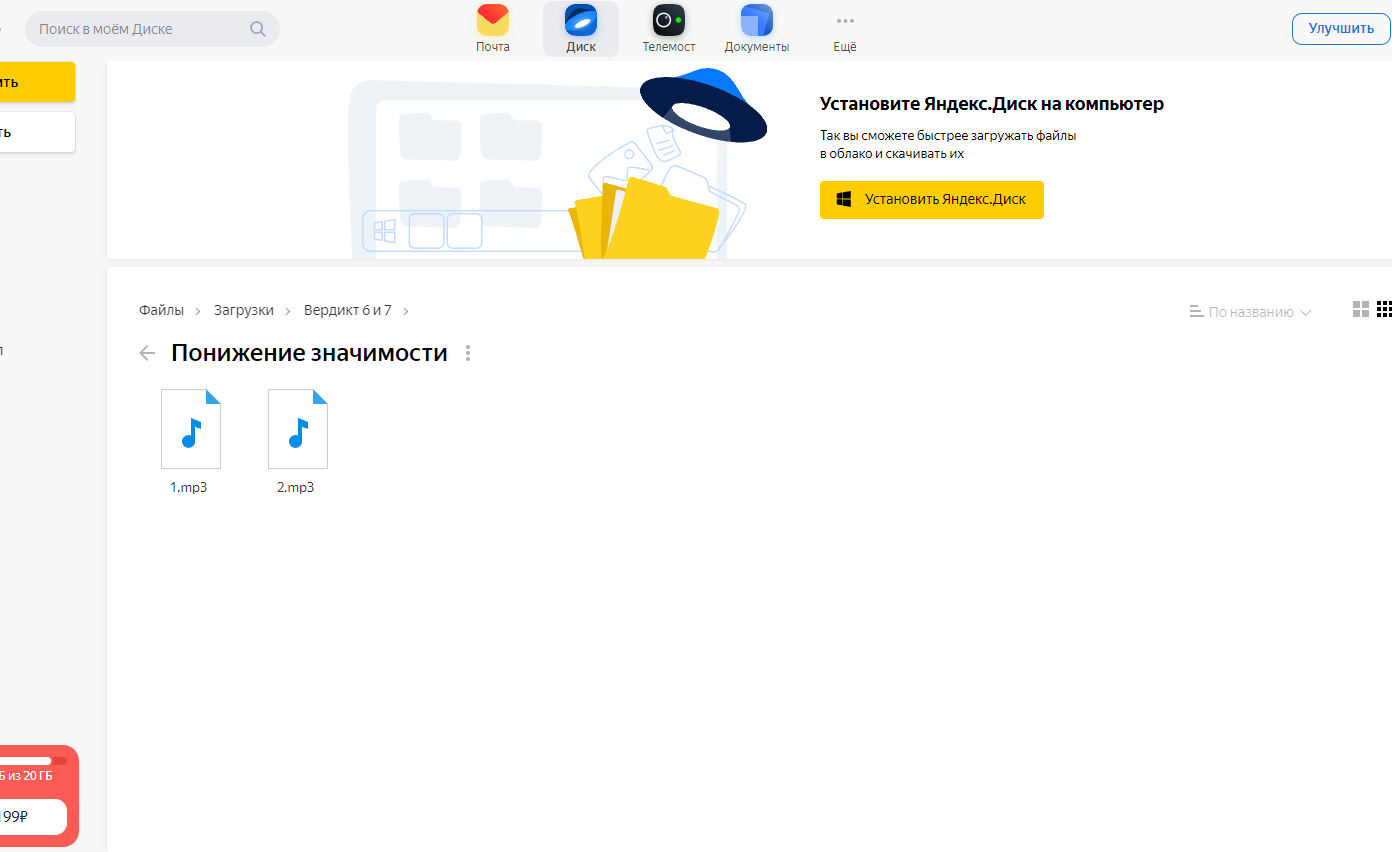 Поиск в моём Диске
Почта
Диск
Телемост
Документы
Ещё
Улучшить
ить
ть
Установите Яндекс.Диск на компьютер
Так вы сможете быстрее загружать файлы
в облако и скачивать их
Установить Яндекс.Диск
Файлы
Загрузки
Вердикт 6 и 7
По названию
Понижение значимости
1.mp3
2.mp3
Б из 20 ГБ
199₽